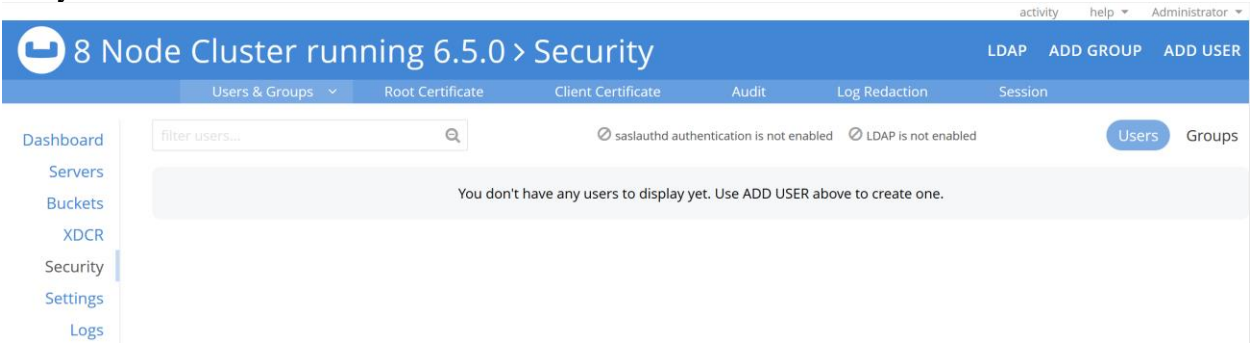 activity help Administrator
8 Node Cluster running 6.5.0 > Security LDAP ADD GROUP ADD USER
Users & Groups Root Certificate Client Certificate Audit Log Redaction Session
Dashboard filter users... saslauthd authentication is not enabled LDAP is not enabled Users Groups
Servers
You don't have any users to display yet. Use ADD USER above to create one.
Buckets
XDCR
Security
Settings
Logs